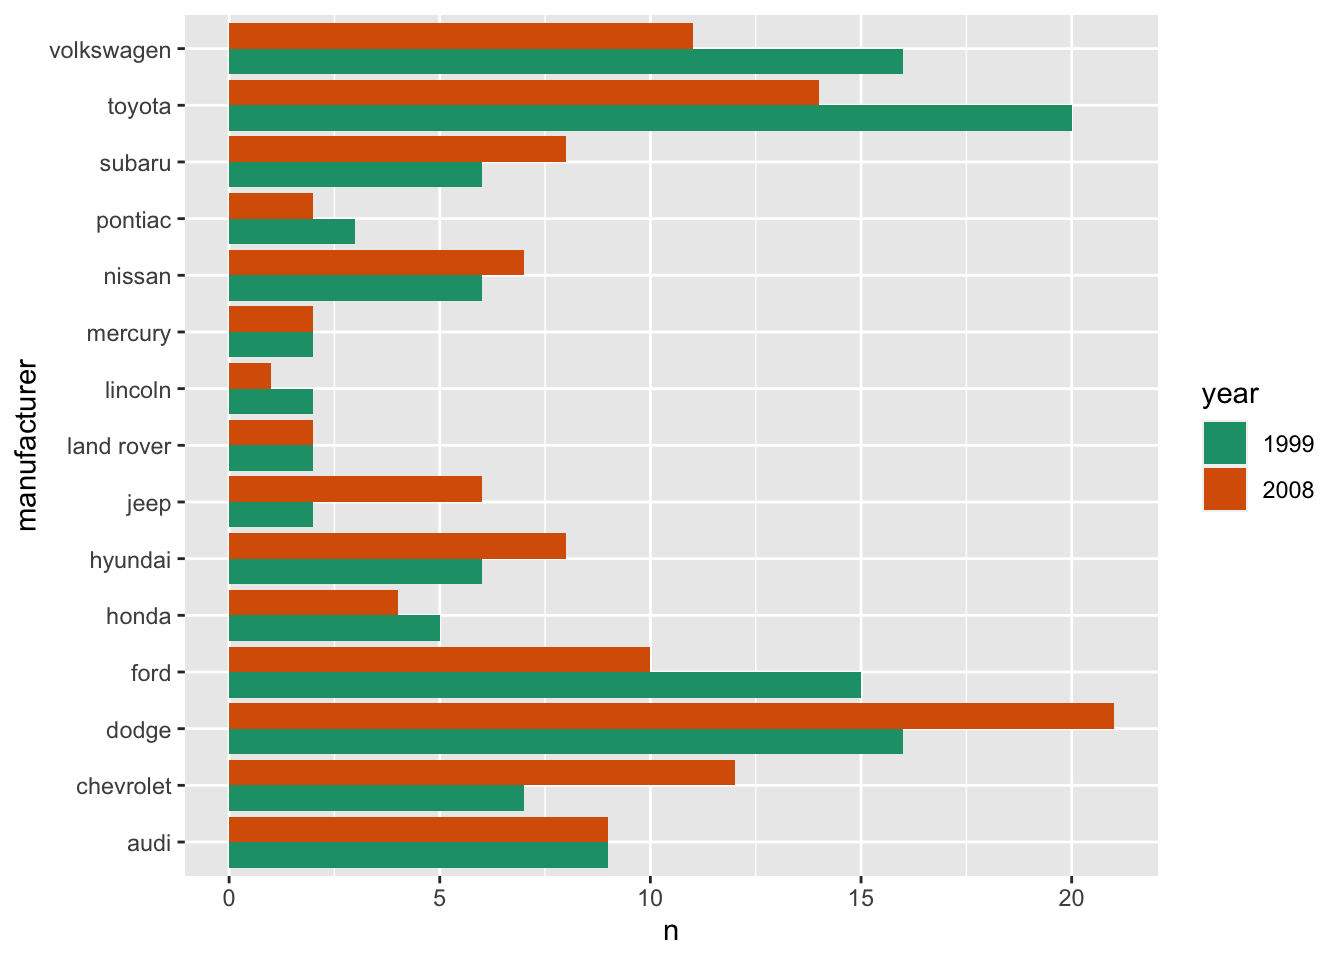 volkswagen
toyota
subaru
pontiac
nissan
mercury
lincoln
land rover
jeep
hyundai
honda
ford
dodge
chevrolet
audi
manufacturer
0 5 10 15 20
n
year
1999
2008